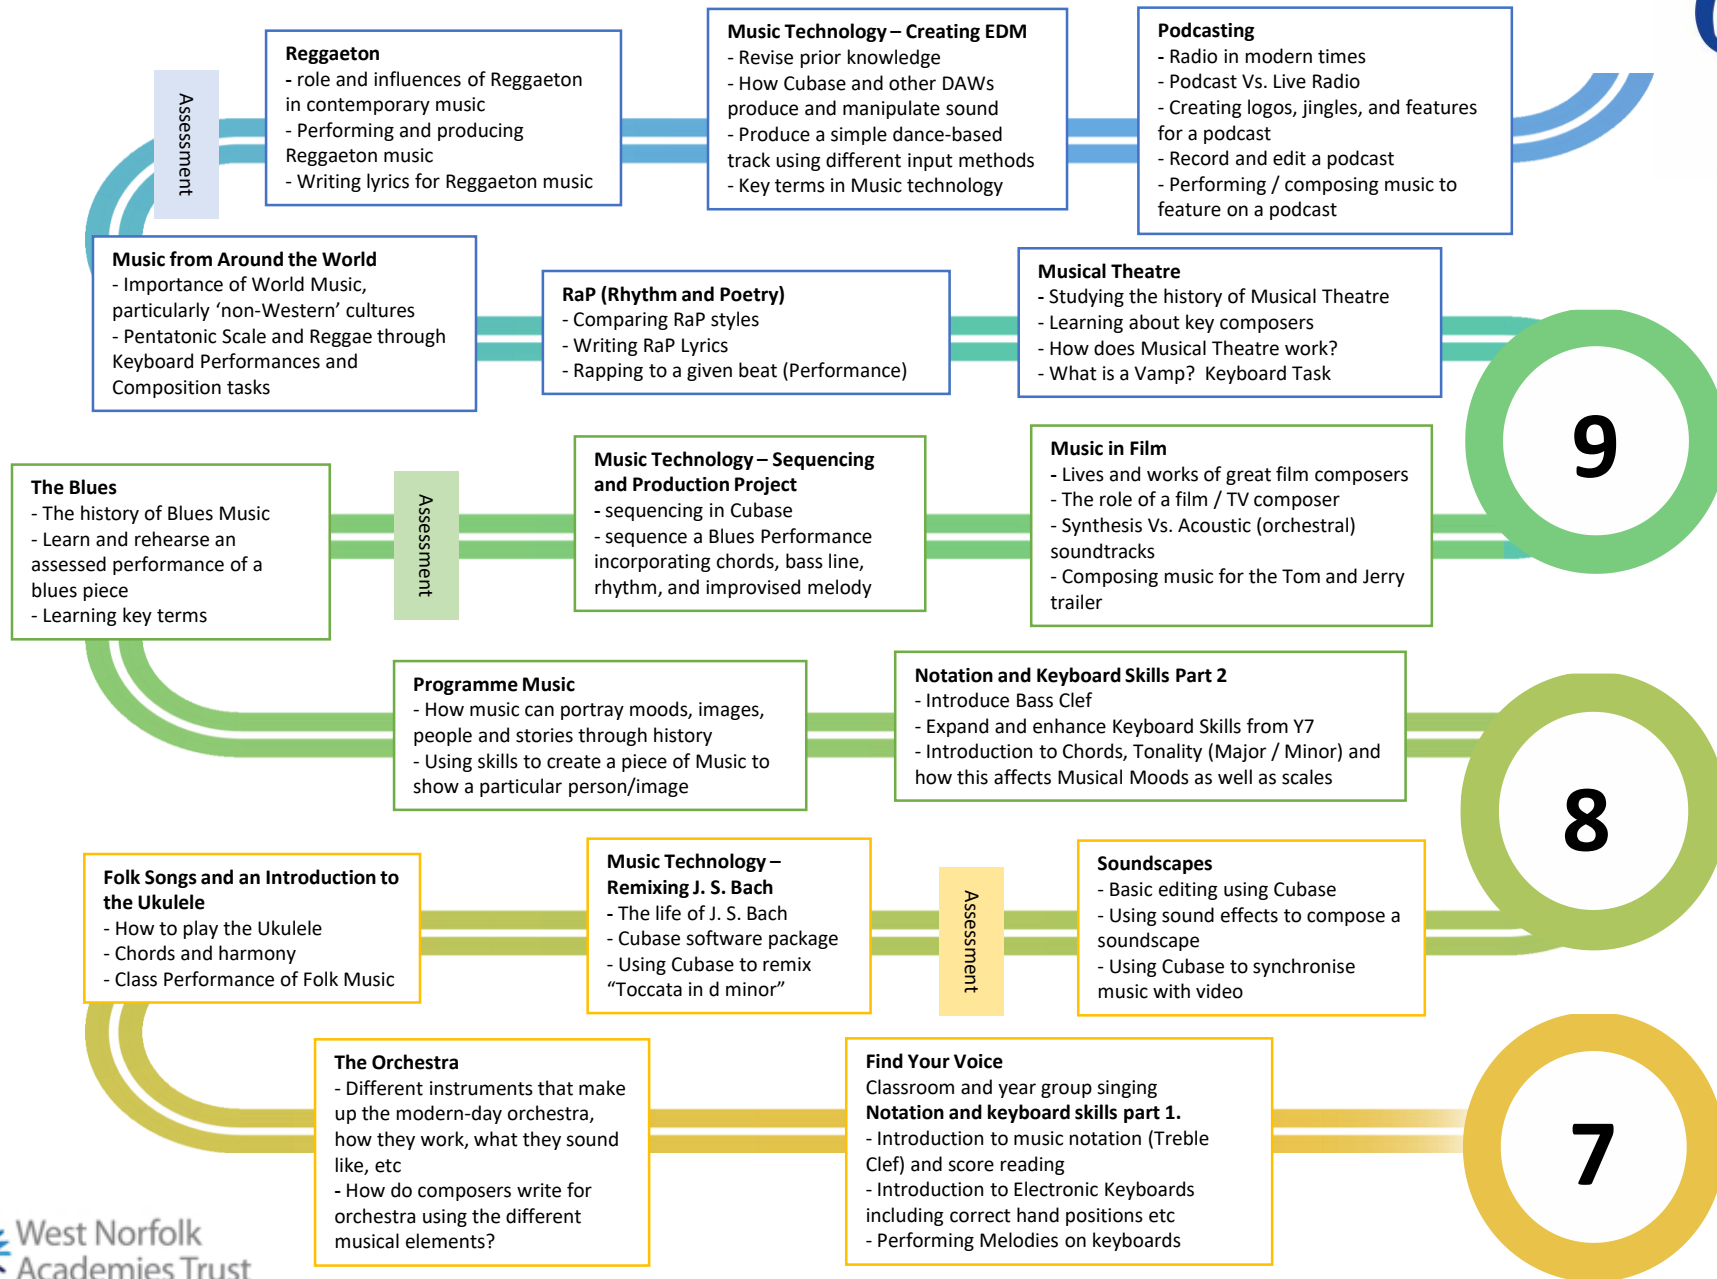 Reggaeton
- role and influences of Reggaeton
in contemporary music
- Performing and producing
Reggaeton music
- Writing lyrics for Reggaeton music
Music Technology – Creating EDM
- Revise prior knowledge
- How Cubase and other DAWs
produce and manipulate sound
- Produce a simple dance-based
track using different input methods
- Key terms in Music technology
Podcasting
- Radio in modern times
- Podcast Vs. Live Radio
- Creating logos, jingles, and features
for a podcast
- Record and edit a podcast
- Performing / composing music to
feature on a podcast
Assessment
Music from Around the World
- Importance of World Music,
particularly ‘non-Western’ cultures
- Pentatonic Scale and Reggae through
Keyboard Performances and
Composition tasks
RaP (Rhythm and Poetry)
- Comparing RaP styles
- Writing RaP Lyrics
- Rapping to a given beat (Performance)
Musical Theatre
- Studying the history of Musical Theatre
- Learning about key composers
- How does Musical Theatre work?
- What is a Vamp? Keyboard Task
9
The Blues
- The history of Blues Music
- Learn and rehearse an
assessed performance of a
blues piece
- Learning key terms
Assessment
Music Technology – Sequencing
and Production Project
- sequencing in Cubase
- sequence a Blues Performance
incorporating chords, bass line,
rhythm, and improvised melody
Music in Film
- Lives and works of great film composers
- The role of a film / TV composer
- Synthesis Vs. Acoustic (orchestral)
soundtracks
- Composing music for the Tom and Jerry
trailer
Programme Music
- How music can portray moods, images,
people and stories through history
- Using skills to create a piece of Music to
show a particular person/image
Notation and Keyboard Skills Part 2
- Introduce Bass Clef
- Expand and enhance Keyboard Skills from Y7
- Introduction to Chords, Tonality (Major / Minor) and
how this affects Musical Moods as well as scales
8
Folk Songs and an Introduction to
the Ukulele
- How to play the Ukulele
- Chords and harmony
- Class Performance of Folk Music
Music Technology –
Remixing J. S. Bach
- The life of J. S. Bach
- Cubase software package
- Using Cubase to remix
“Toccata in d minor”
Assessment
Soundscapes
- Basic editing using Cubase
- Using sound effects to compose a
soundscape
- Using Cubase to synchronise
music with video
The Orchestra
- Different instruments that make
up the modern-day orchestra,
how they work, what they sound
like, etc
- How do composers write for
orchestra using the different
musical elements?
Find Your Voice
Classroom and year group singing
Notation and keyboard skills part 1.
- Introduction to music notation (Treble
Clef) and score reading
- Introduction to Electronic Keyboards
including correct hand positions etc
- Performing Melodies on keyboards
7
West Norfolk
Academies Trust